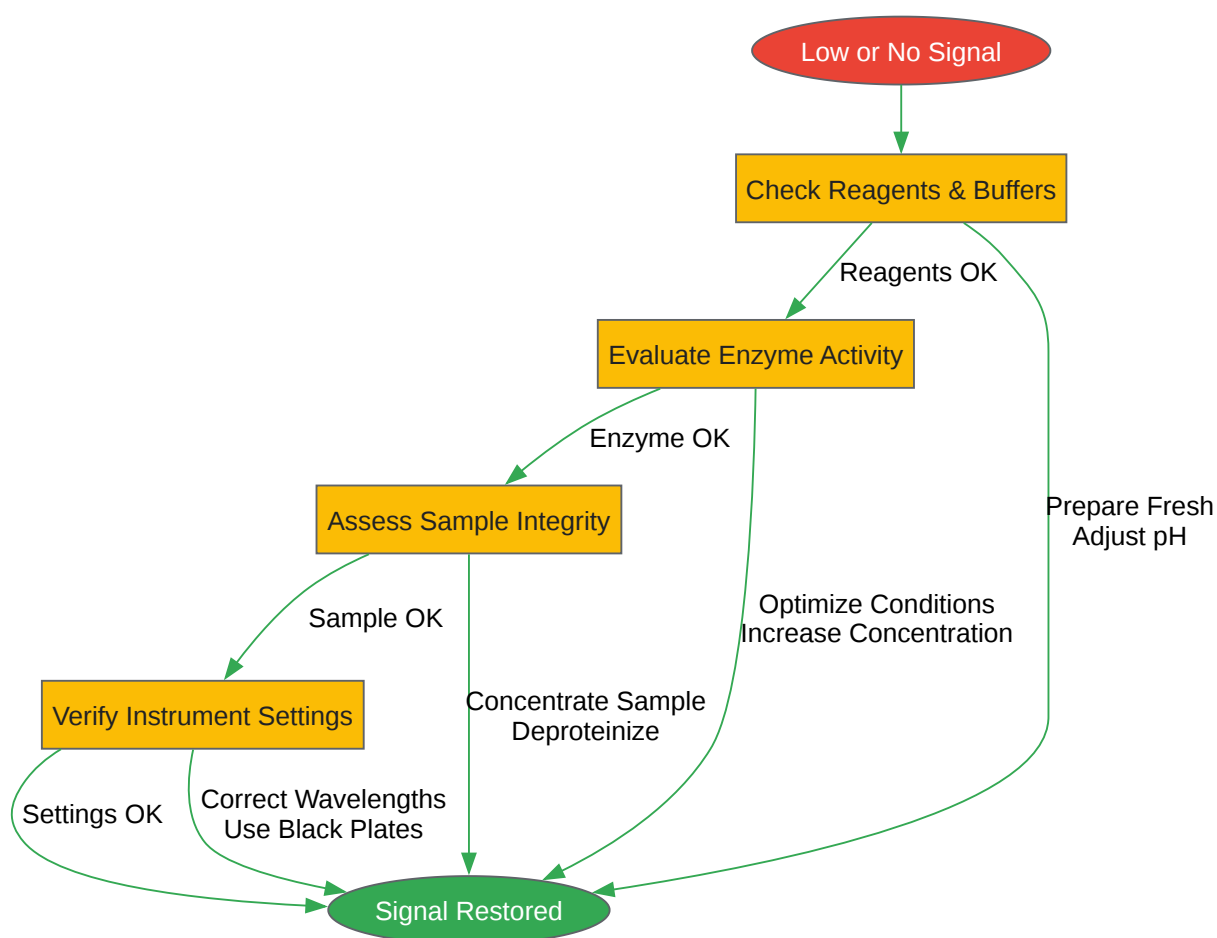 Low or No Signal
Check Reagents & Buffers
Reagents OK
Evaluate Enzyme Activity
Enzyme OK
Assess Sample Integrity
Prepare Fresh
Adjust pH
Optimize Conditions
Increase Concentration
Sample OK
Concentrate Sample
Deproteinize
Verify Instrument Settings
Settings OK
Correct Wavelengths
Use Black Plates
Signal Restored